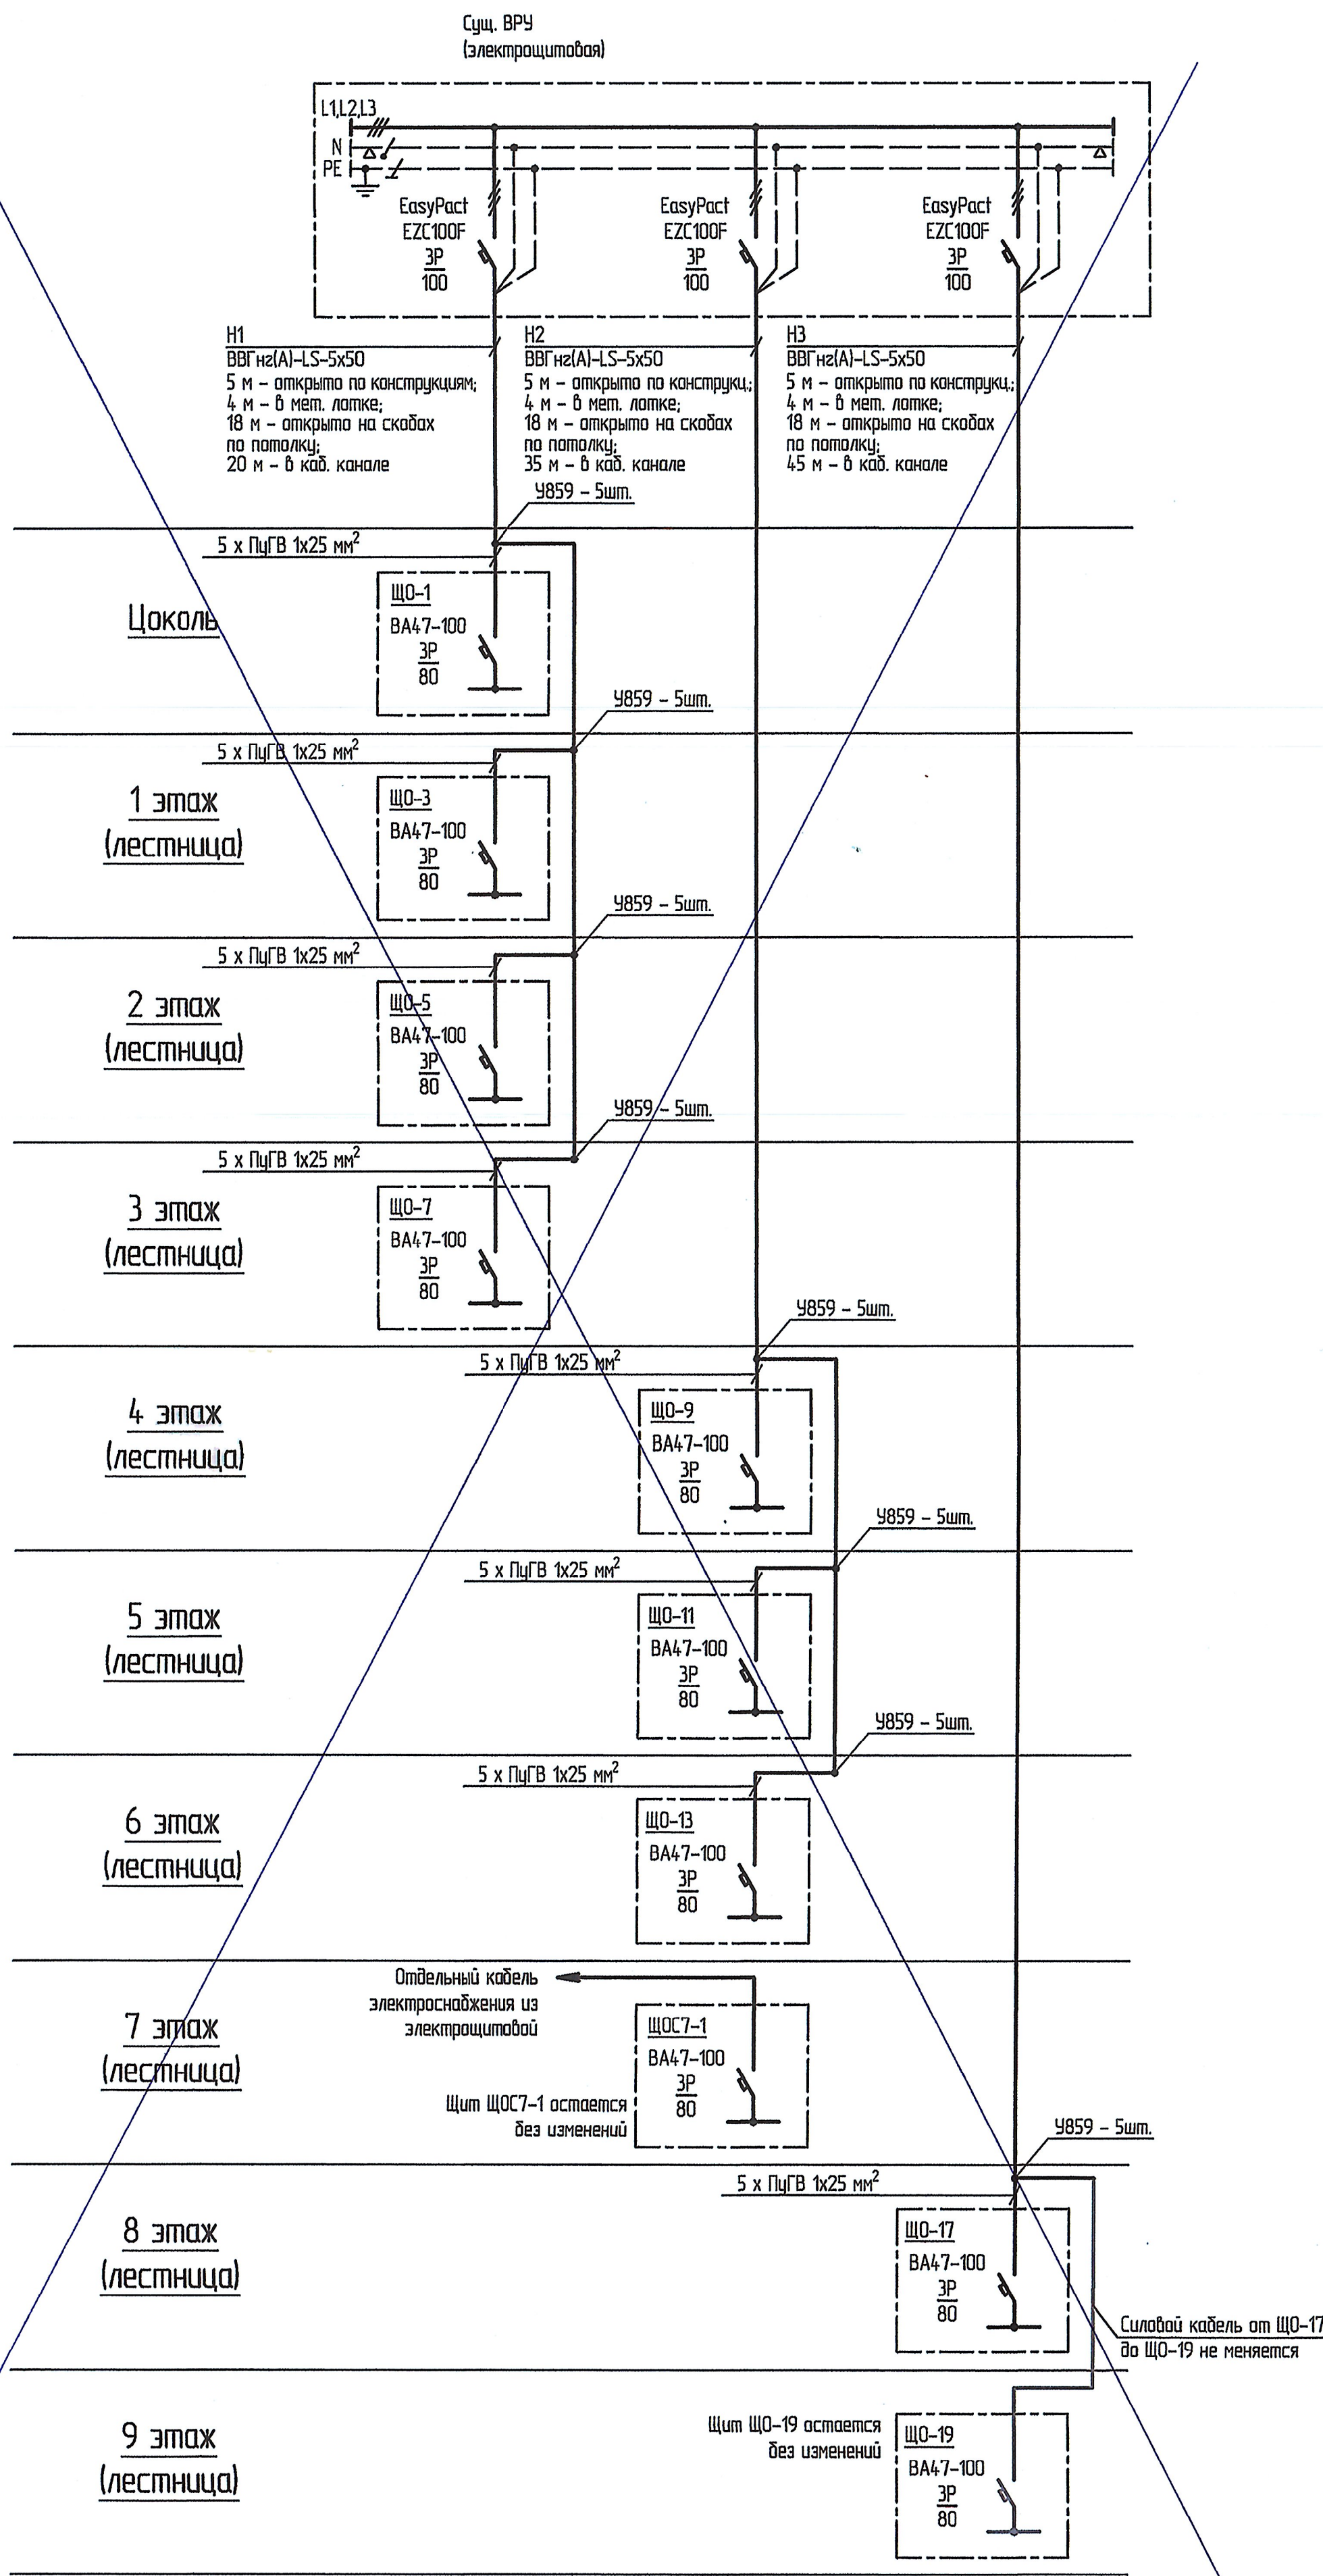 Сущ. ВРУ
(электрощитовая)
L1,L2,L3
N
PE
EasyPact
EZC100F
3P
100
EasyPact
EZC100F
3P
100
EasyPact
EZC100F
3P
100
Н1
ВВГнг(А)-LS-5х50
5 м - открыто по конструкциям;
4 м - в мет. лотке;
18 м - открыто на скобах
по потолку;
20 м - в каб. канале
Н2
ВВГнг(А)-LS-5х50
5 м - открыто по конструкц.;
4 м - в мет. лотке;
18 м - открыто на скобах
по потолку;
35 м - в каб. канале
Н3
ВВГнг(А)-LS-5х50
5 м - открыто по конструкц.;
4 м - в мет. лотке;
18 м - открыто на скобах
по потолку;
45 м - в каб. канале
У859 - 5шт.
5 х ПуГВ 1х25 мм²
Цоколь
ЩО-1
ВА47-100
3Р
80
У859 - 5шт.
5 х ПуГВ 1х25 мм²
1 этаж
(лестница)
ЩО-3
ВА47-100
3Р
80
У859 - 5шт.
5 х ПуГВ 1х25 мм²
2 этаж
(лестница)
ЩО-5
ВА47-100
3Р
80
У859 - 5шт.
5 х ПуГВ 1х25 мм²
3 этаж
(лестница)
ЩО-7
ВА47-100
3Р
80
У859 - 5шт.
5 х ПуГВ 1х25 мм²
4 этаж
(лестница)
ЩО-9
ВА47-100
3Р
80
У859 - 5шт.
5 х ПуГВ 1х25 мм²
5 этаж
(лестница)
ЩО-11
ВА47-100
3Р
80
У859 - 5шт.
5 х ПуГВ 1х25 мм²
6 этаж
(лестница)
ЩО-13
ВА47-100
3Р
80
Отдельный кабель
электроснабжения из
электрощитовой
7 этаж
(лестница)
ЩОС7-1
ВА47-100
3Р
80
Щит ЩОС7-1 остается
без изменений
У859 - 5шт.
5 х ПуГВ 1х25 мм²
8 этаж
(лестница)
ЩО-17
ВА47-100
3Р
80
Силовой кабель от ЩО-17
до ЩО-19 не меняется
9 этаж
(лестница)
Щит ЩО-19 остается
без изменений
ЩО-19
ВА47-100
3Р
80